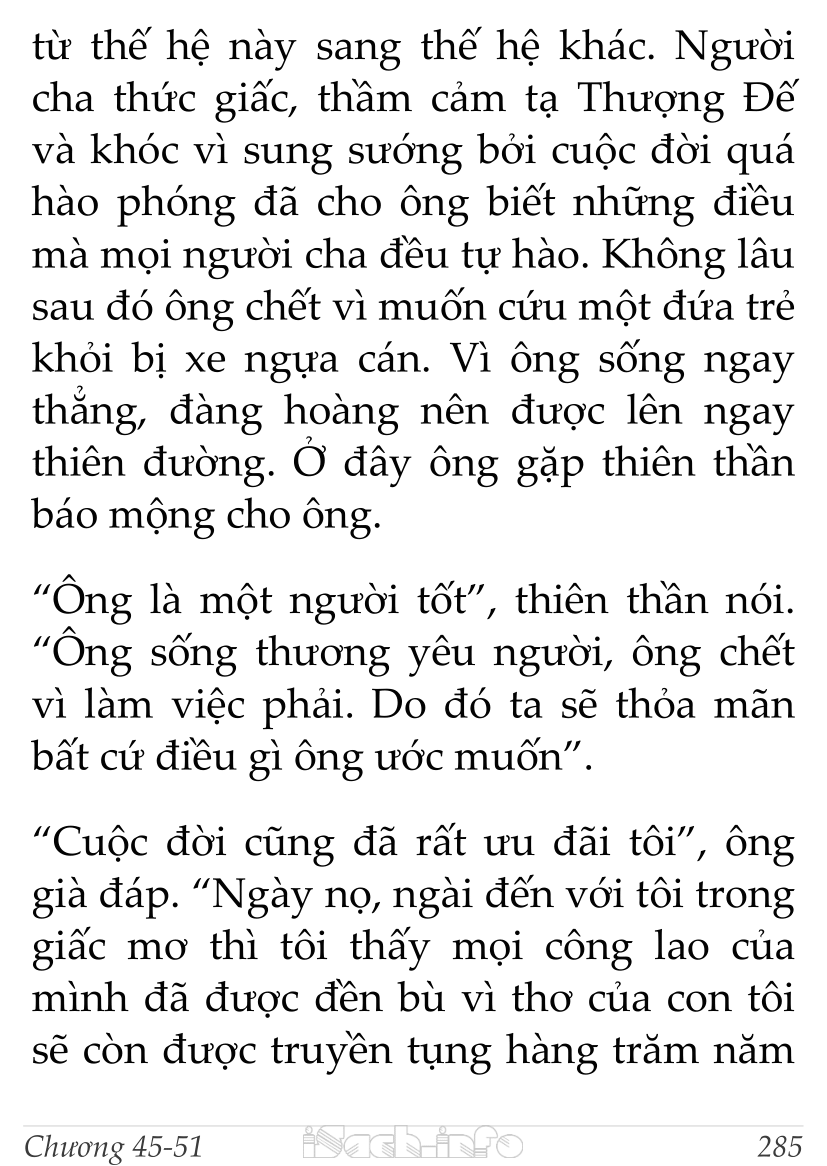 từ thế hệ này sang thế hệ khác. Người
cha thức giấc, thầm cảm tạ Thượng Đế
và khóc vì sung sướng bởi cuộc đời quá
hào phóng đã cho ông biết những điều
mà mọi người cha đều tự hào. Không lâu
sau đó ông chết vì muốn cứu một đứa trẻ
khỏi bị xe ngựa cán. Vì ông sống ngay
thẳng, đàng hoàng nên được lên ngay
thiên đường. Ở đây ông gặp thiên thần
báo mộng cho ông.
“Ông là một người tốt”, thiên thần nói.
“Ông sống thương yêu người, ông chết
vì làm việc phải. Do đó ta sẽ thỏa mãn
bất cứ điều gì ông ước muốn”.
“Cuộc đời cũng đã rất ưu đãi tôi”, ông
già đáp. “Ngày nọ, ngài đến với tôi trong
giấc mơ thì tôi thấy mọi công lao của
mình đã được đền bù vì thơ của con tôi
sẽ còn được truyền tụng hàng trăm năm
Chương 45-51 iSach.info 285